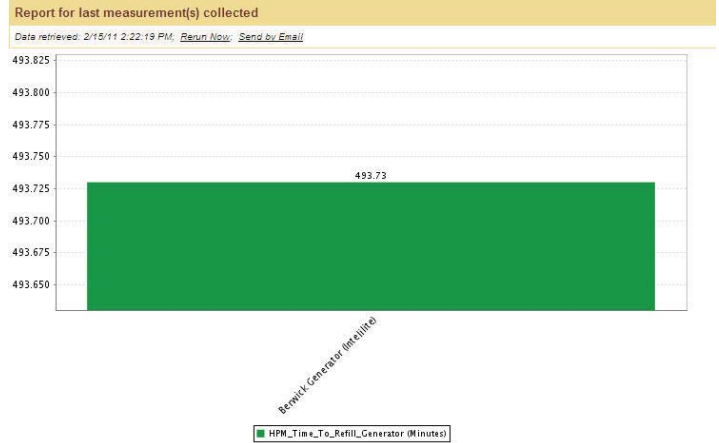 Report for last measurement(s) collected
Data retrieved: 2/15/11 2:22:19 PM; Rerun Now; Send by Email
493.825
493.800
493.775
493.750
493.73
493.725
493.700
493.675
493.650
Berwick Generator (Intelilite)
HPM_Time_To_Refill_Generator (Minutes)